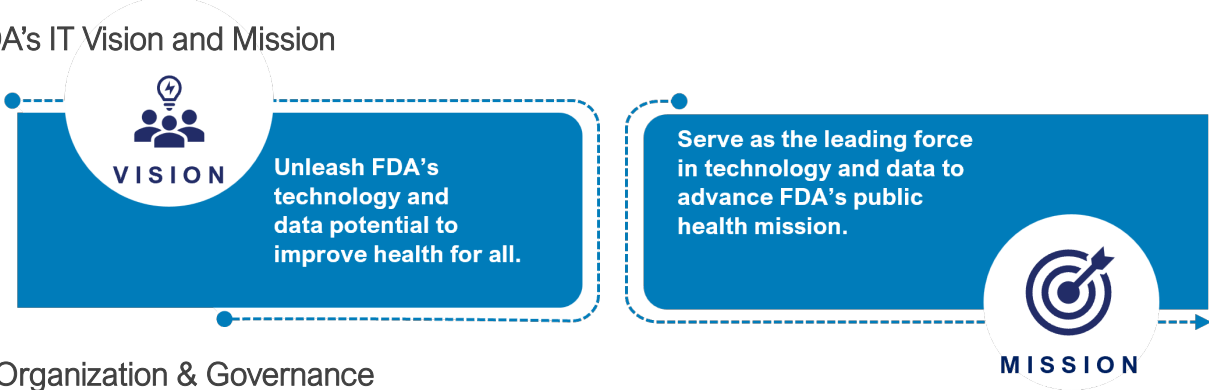 A's IT Vision and Mission
VISION
Unleash FDA's
technology and
data potential to
improve health for all.
Serve as the leading force
in technology and data to
advance FDA's public
health mission.
MISSION
Organization & Governance